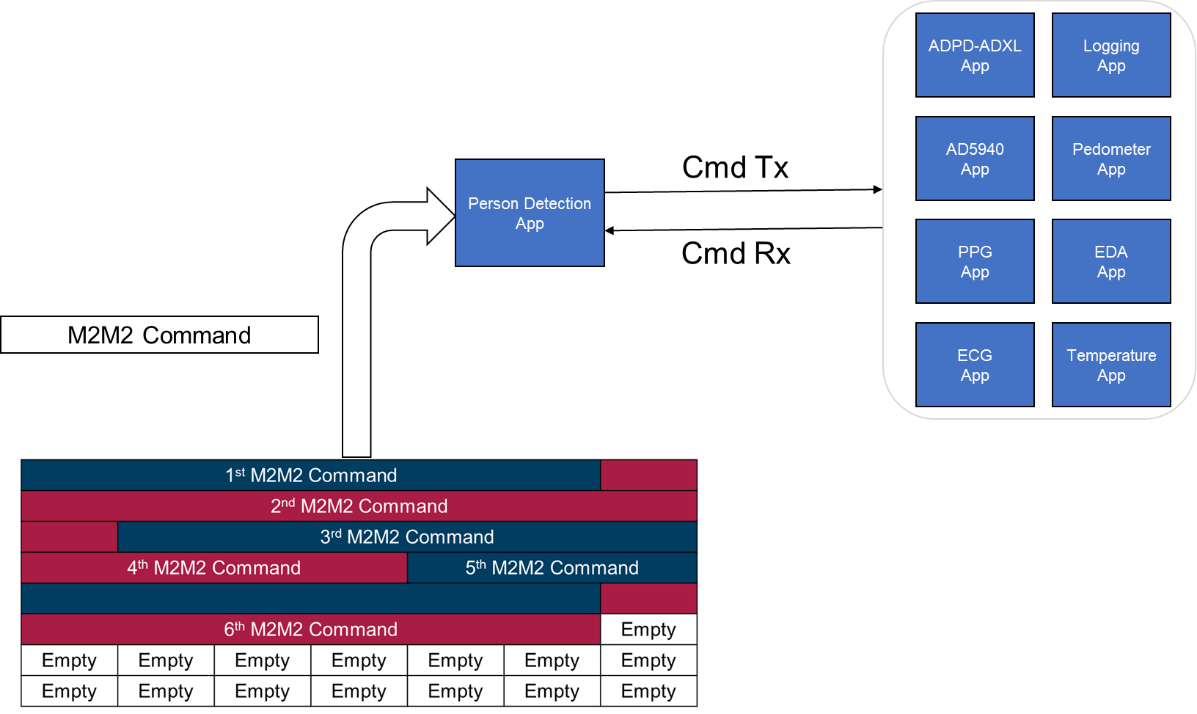 ADPD-ADXL
App
Logging
App
AD5940
App
Pedometer
App
Cmd Tx
Person Detection
App
Cmd Rx
PPG
App
EDA
App
M2M2 Command
ECG
App
Temperature
App
1st M2M2 Command
2nd M2M2 Command
3rd M2M2 Command
4th M2M2 Command 5th M2M2 Command
6th M2M2 Command Empty
Empty Empty Empty Empty Empty Empty Empty
Empty Empty Empty Empty Empty Empty Empty